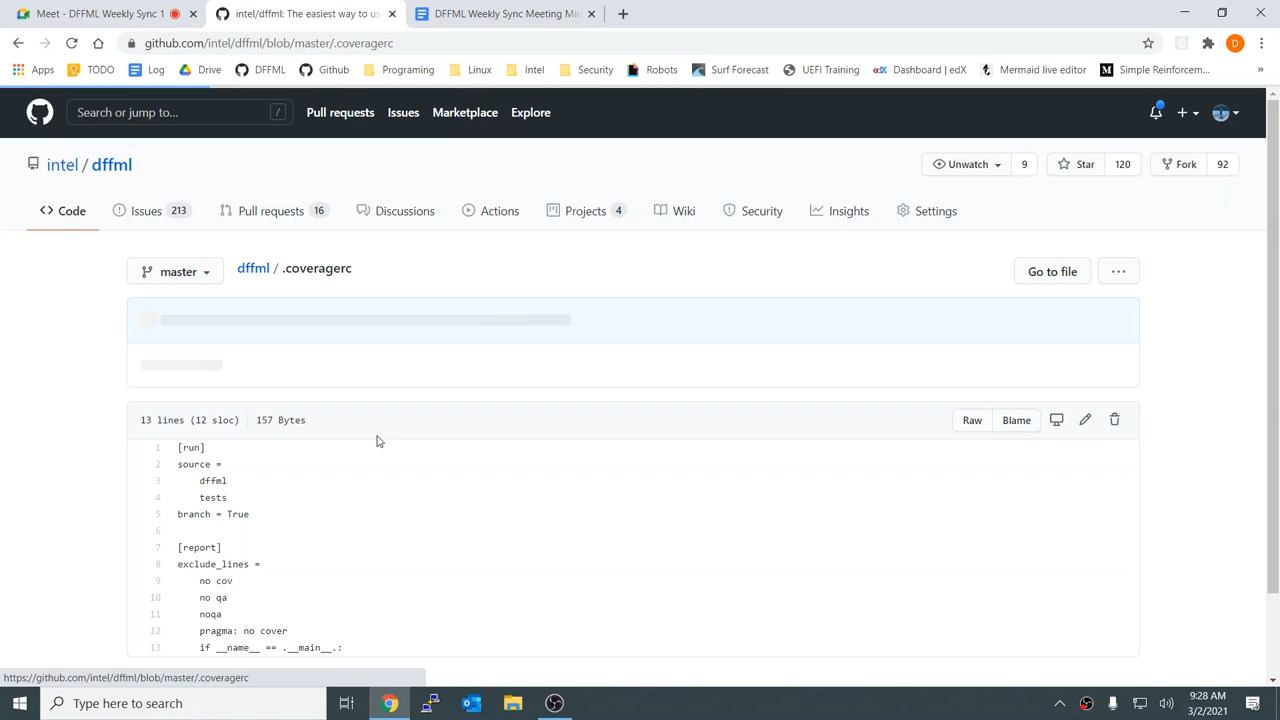 Meet - DFFML Weekly Sync 1
intel/dffml: The easiest way to us
DFFML Weekly Sync Meeting Min
github.com/intel/dffml/blob/master/.coveragerc
Apps
TODO
Log
Drive
DFFML
Github
Programing
Linux
Intel
Security
Robots
Surf Forecast
UEFI Training
Dashboard | edX
Mermaid live editor
Simple Reinforcem...
Search or jump to...
/
Pull requests
Issues
Marketplace
Explore
intel / dffml
Unwatch
9
Star
120
Fork
92
Code
Issues 213
Pull requests 16
Discussions
Actions
Projects 4
Wiki
Security
Insights
Settings
master
dffml / .coveragerc
Go to file
13 lines (12 sloc)
157 Bytes
Raw
Blame
1 [run]
2 source =
3 dffml
4 tests
5 branch = True
6
7 [report]
8 exclude_lines =
9 no cov
10 no qa
11 noqa
12 pragma: no cover
13 if __name__ == .__main__.:
https://github.com/intel/dffml/blob/master/.coveragerc
Type here to search
9:28 AM
3/2/2021